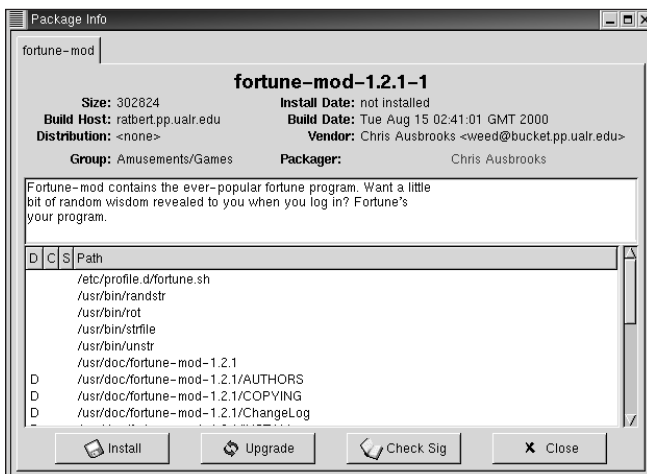 Package Info
fortune-mod
fortune-mod-1.2.1-1
Size: 302824 Install Date: not installed
Build Host: ratbert.pp.ualr.edu Build Date: Tue Aug 15 02:41:01 GMT 2000
Distribution: <none> Vendor: Chris Ausbrooks <weed@bucket.pp.ualr.edu>
Group: Amusements/Games Packager: Chris Ausbrooks
Fortune-mod contains the ever-popular fortune program. Want a little
bit of random wisdom revealed to you when you log in? Fortune's
your program.
D C S Path
/etc/profile.d/fortune.sh
/usr/bin/randstr
/usr/bin/rot
/usr/bin/strfile
/usr/bin/unstr
/usr/doc/fortune-mod-1.2.1
D /usr/doc/fortune-mod-1.2.1/AUTHORS
D /usr/doc/fortune-mod-1.2.1/COPYING
D /usr/doc/fortune-mod-1.2.1/ChangeLog
Install Upgrade Check Sig Close